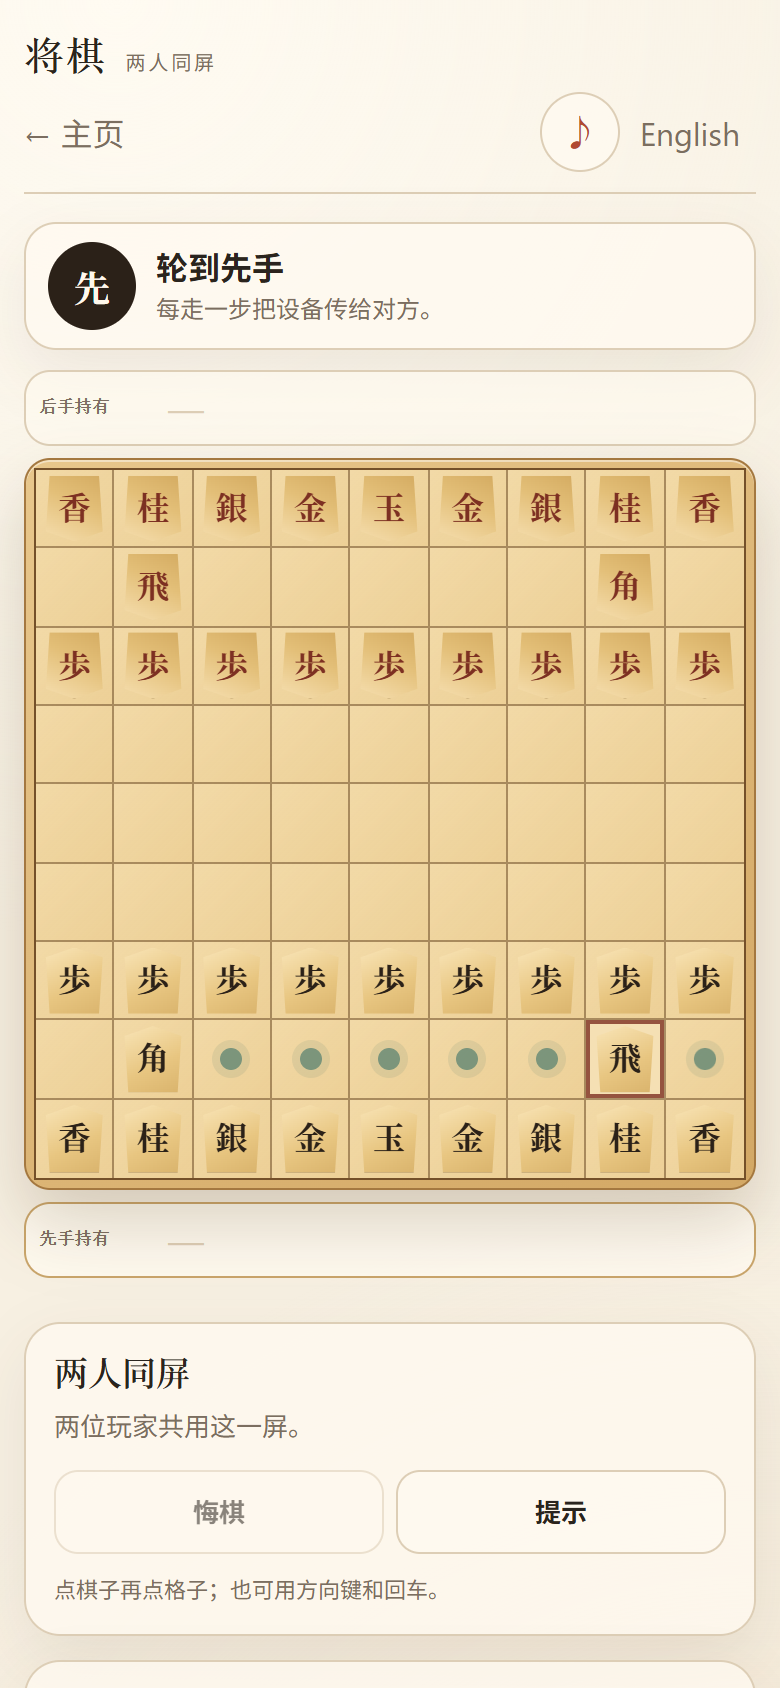 将棋 两人同屏
← 主页 ♪ English
先 轮到先手
每走一步把设备传给对方。
后手持有 —
香 桂 銀 金 玉 金 銀 桂 香
飛 角
歩 歩 歩 歩 歩 歩 歩 歩 歩
歩 歩 歩 歩 歩 歩 歩 歩 歩
角 飛
香 桂 銀 金 玉 金 銀 桂 香
先手持有 —
两人同屏
两位玩家共用这一屏。
悔棋 提示
点棋子再点格子；也可用方向键和回车。